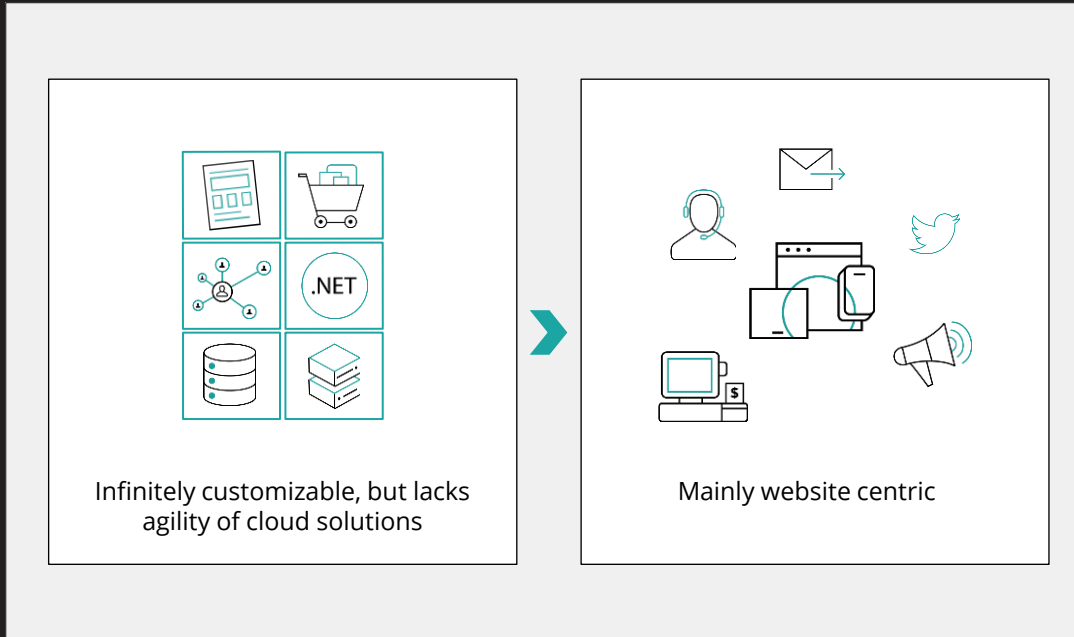 .NET
$
Infinitely customizable, but lacks
agility of cloud solutions
Mainly website centric